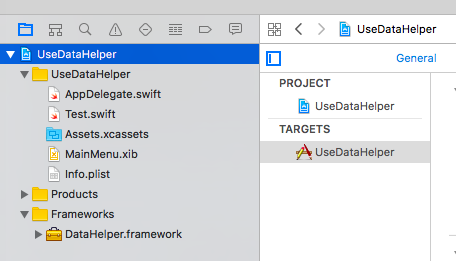 UseDataHelper
UseDataHelper
AppDelegate.swift
Test.swift
Assets.xcassets
MainMenu.xib
Info.plist
Products
Frameworks
DataHelper.framework
UseDataHelper
General
PROJECT
UseDataHelper
TARGETS
UseDataHelper